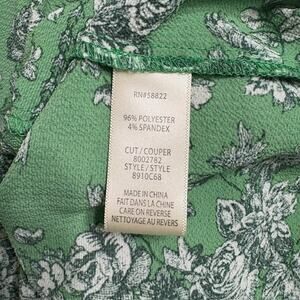 RN#58822
96% POLYESTER
4% SPANDEX
CUT / COUPER
8002782
STYLE / STYLE
8910C68
MADE IN CHINA
FAIT DANS LA CHINE
CARE ON REVERSE
NETTOYAGE AU REVERS